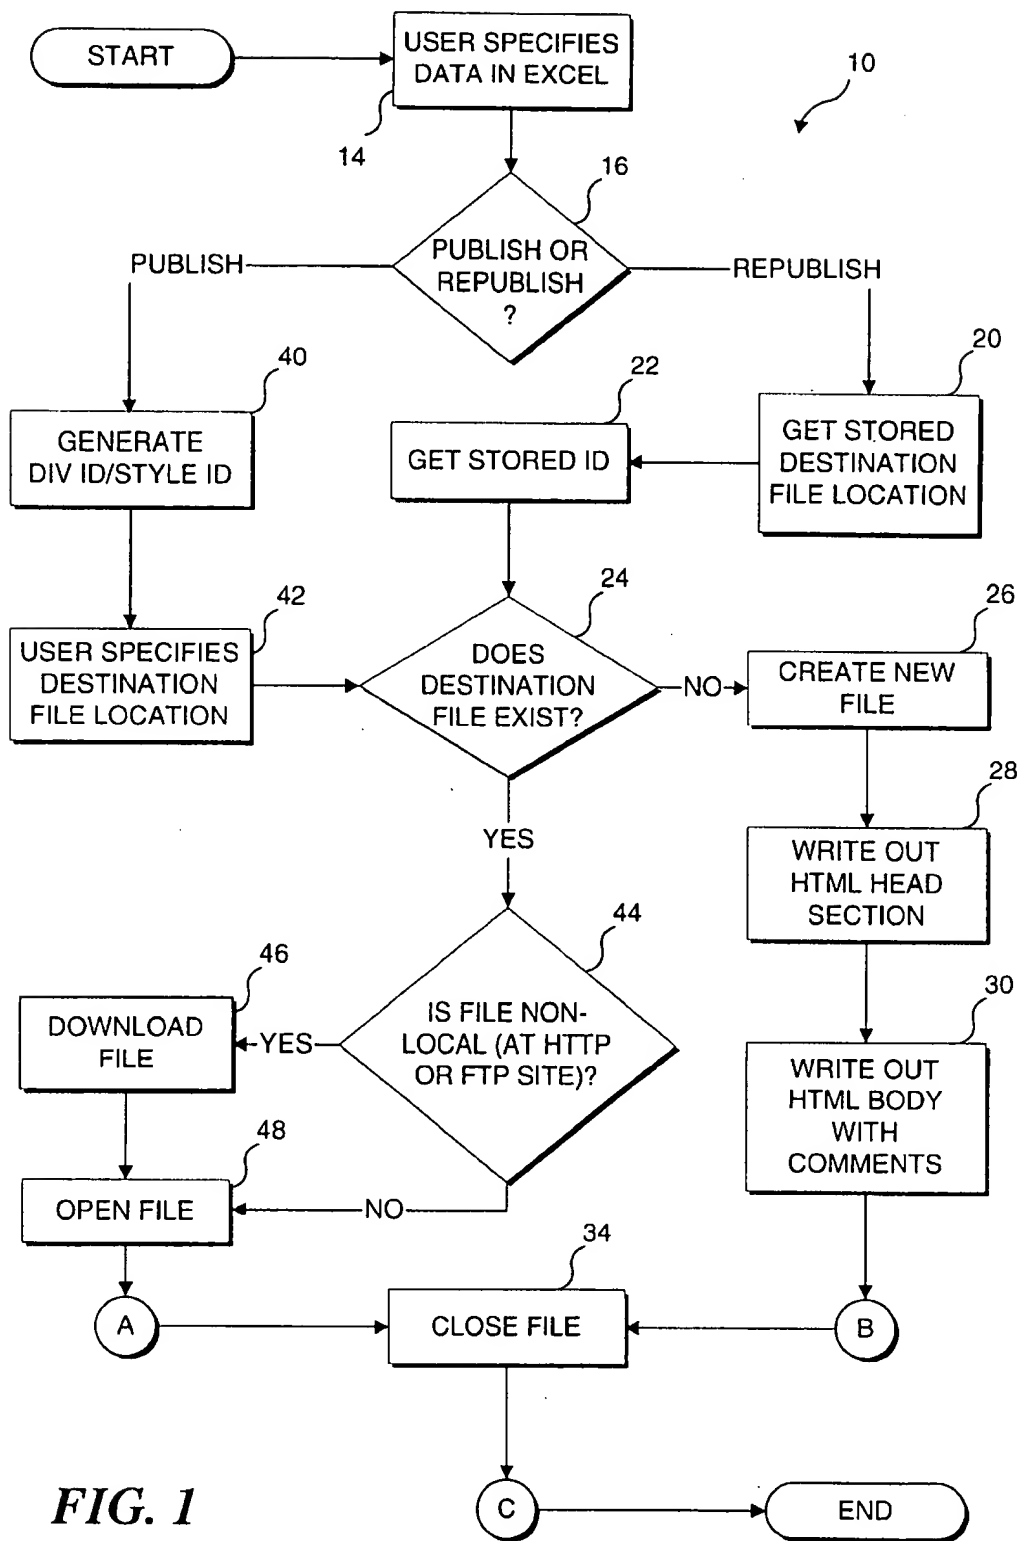 START
USER SPECIFIES
DATA IN EXCEL
10
14
16
PUBLISH OR
REPUBLISH
?
PUBLISH
REPUBLISH
40
22
20
GENERATE
DIV ID/STYLE ID
GET STORED ID
GET STORED
DESTINATION
FILE LOCATION
42
24
26
USER SPECIFIES
DESTINATION
FILE LOCATION
DOES
DESTINATION
FILE EXIST?
NO
CREATE NEW
FILE
28
YES
WRITE OUT
HTML HEAD
SECTION
44
46
30
DOWNLOAD
FILE
YES
IS FILE NON-
LOCAL (AT HTTP
OR FTP SITE)?
WRITE OUT
HTML BODY
WITH
COMMENTS
48
OPEN FILE
NO
34
A
CLOSE FILE
B
FIG. 1
C
END